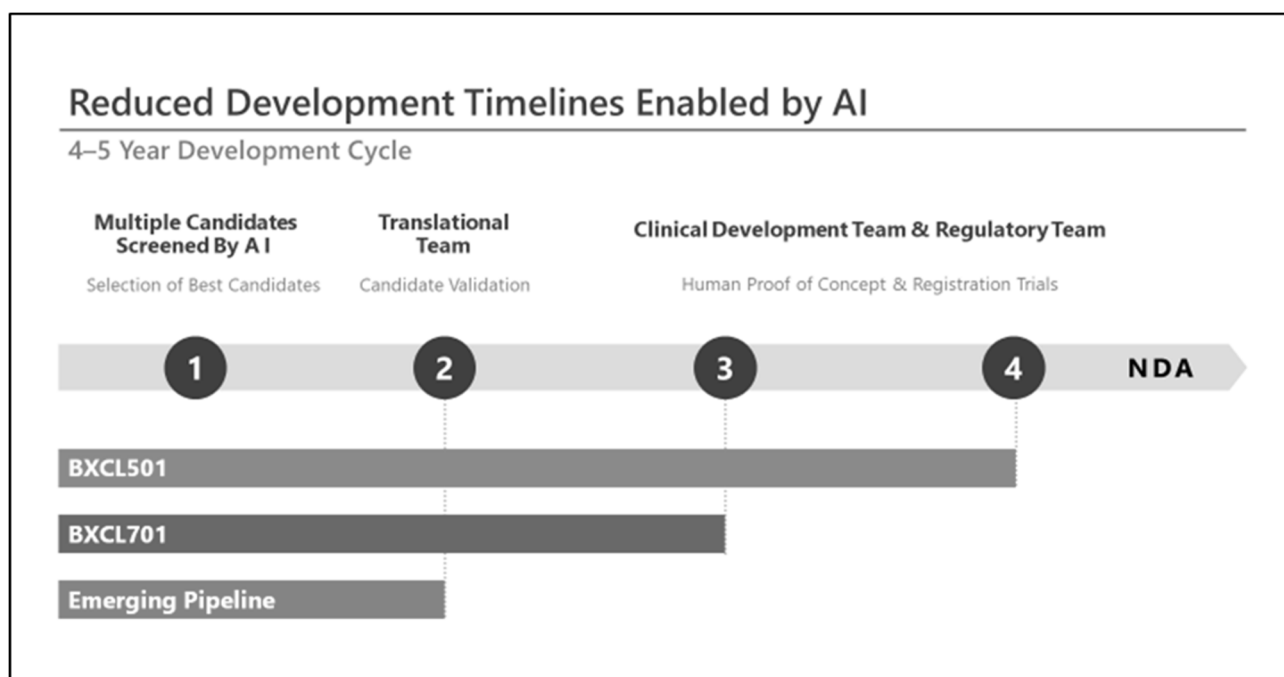 Reduced Development Timelines Enabled by AI
4–5 Year Development Cycle
Multiple Candidates
Screened By A I
Selection of Best Candidates
Translational
Team
Candidate Validation
Clinical Development Team & Regulatory Team
Human Proof of Concept & Registration Trials
1
2
3
4
NDA
BXCL501
BXCL701
Emerging Pipeline